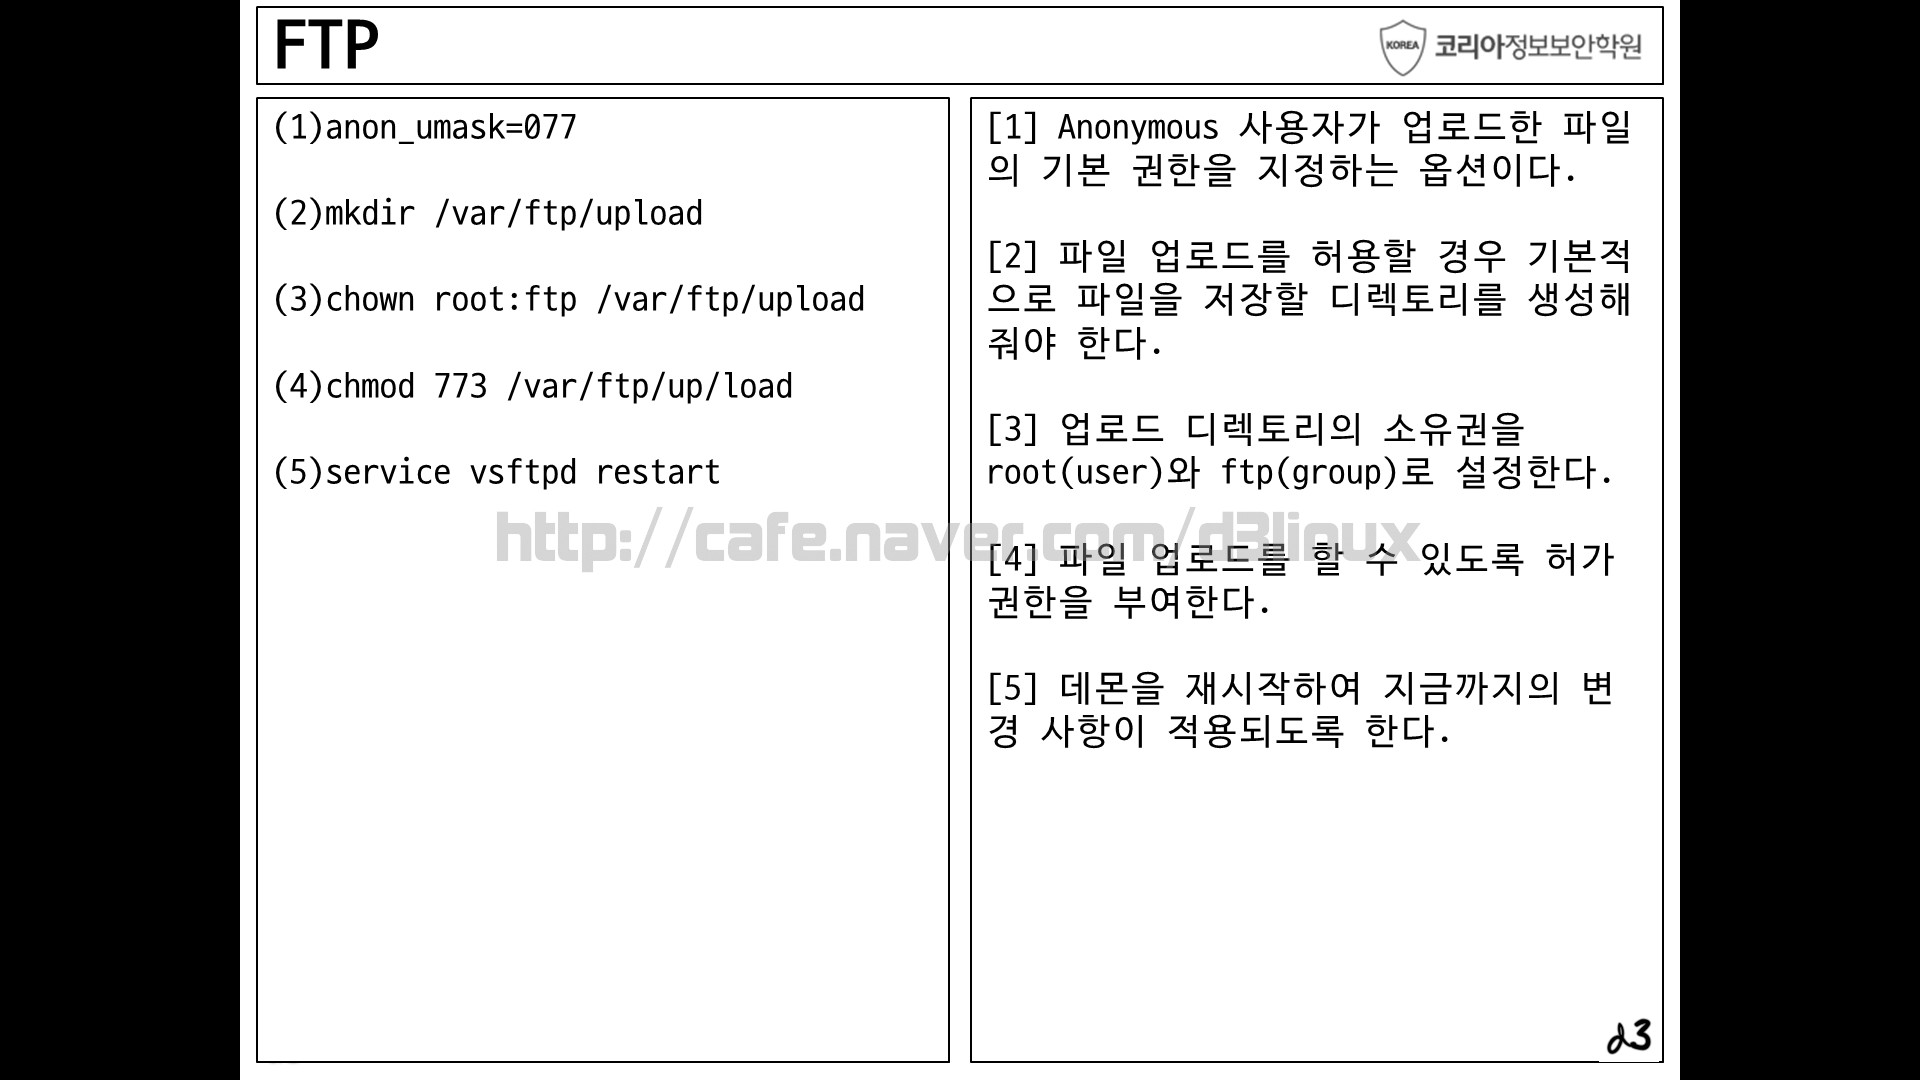 FTP
KOREA 코리아정보보안학원
(1)anon_umask=077
(2)mkdir /var/ftp/upload
(3)chown root:ftp /var/ftp/upload
(4)chmod 773 /var/ftp/up/load
(5)service vsftpd restart
[1] Anonymous 사용자가 업로드한 파일
의 기본 권한을 지정하는 옵션이다.
[2] 파일 업로드를 허용할 경우 기본적
으로 파일을 저장할 디렉토리를 생성해
줘야 한다.
[3] 업로드 디렉토리의 소유권을
root(user)와 ftp(group)로 설정한다.
[4] 파일 업로드를 할 수 있도록 허가
권한을 부여한다.
[5] 데몬을 재시작하여 지금까지의 변
경 사항이 적용되도록 한다.
http://cafe.naver.com/d3linux
d3